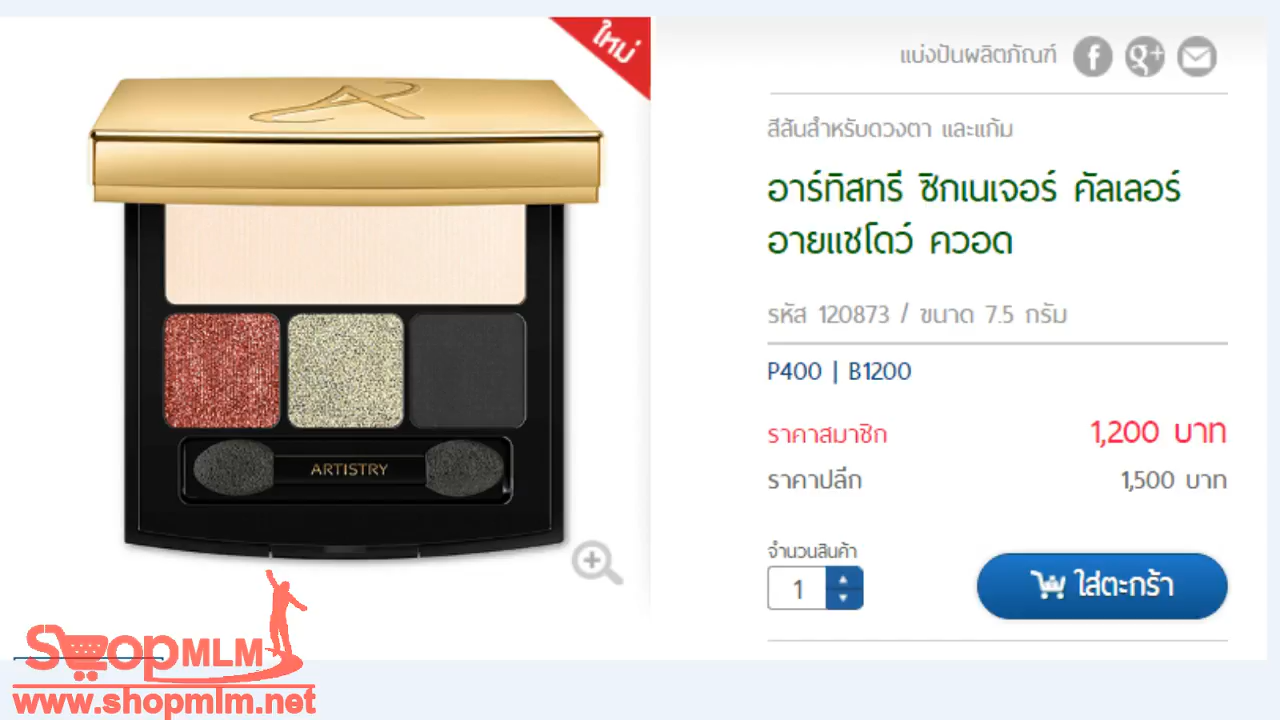 ใหม่
แบ่งปันผลิตภัณฑ์
f
g+
สีสันสำหรับดวงตา และแก้ม
อาร์ทิสทรี ซิกเนเจอร์ คัลเลอร์
อายแชโดว์ ควอด
รหัส 120873 / ขนาด 7.5 กรัม
P400 | B1200
ราคาสมาชิก 1,200 บาท
ราคาปลีก 1,500 บาท
จำนวนสินค้า
1
ใส่ตะกร้า
ARTISTRY
ShopMLM
www.shopmlm.net